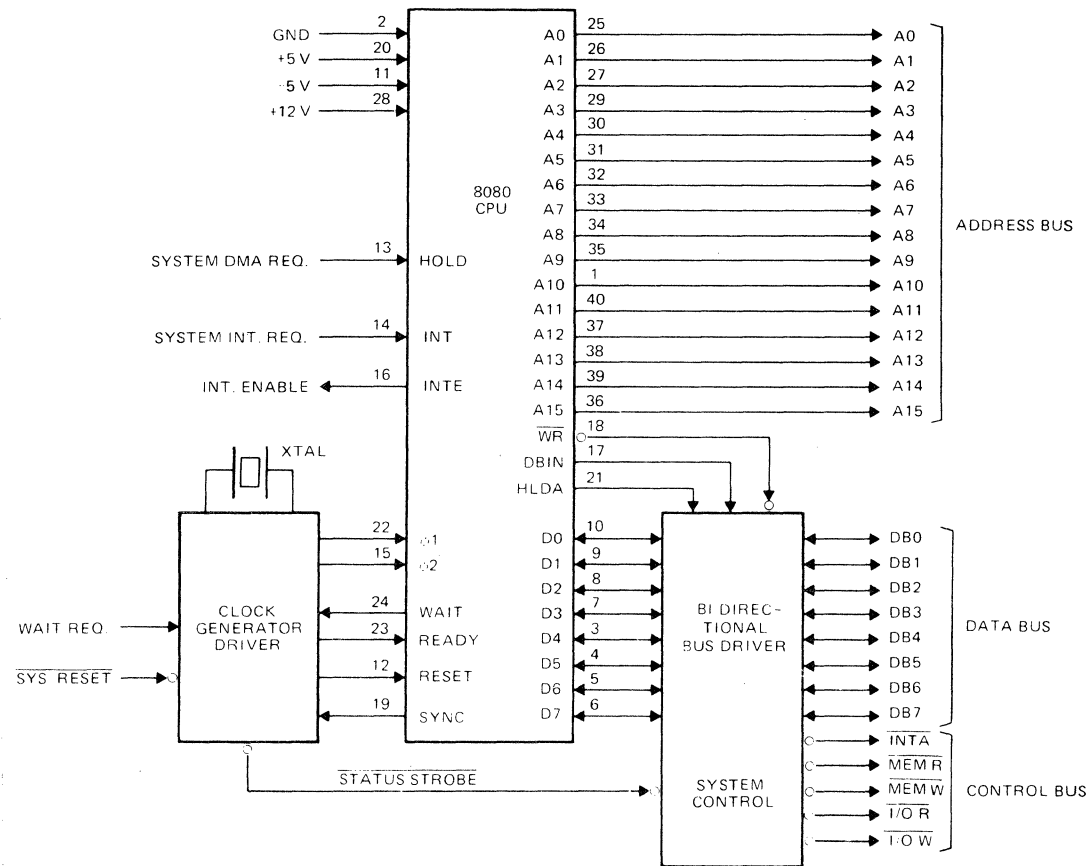 GND 2
+5 V 20
-5 V 11
+12 V 28
8080
CPU
A0 25 A0
A1 26 A1
A2 27 A2
A3 29 A3
A4 30 A4
A5 31 A5
A6 32 A6
A7 33 A7
A8 34 A8
A9 35 A9
A10 1 A10
A11 40 A11
A12 37 A12
A13 38 A13
A14 39 A14
A15 36 A15
ADDRESS BUS
SYSTEM DMA REQ. 13 HOLD
SYSTEM INT. REQ. 14 INT
INT. ENABLE 16 INTE
WR 18
DBIN 17
HLDA 21
XTAL
CLOCK
GENERATOR
DRIVER
WAIT REQ.
SYS RESET
22 φ1
15 φ2
24 WAIT
23 READY
12 RESET
19 SYNC
STATUS STROBE
D0 10 DB0
D1 9 DB1
D2 8 DB2
D3 7 DB3
D4 3 DB4
D5 4 DB5
D6 5 DB6
D7 6 DB7
BI DIREC-
TIONAL
BUS DRIVER
SYSTEM
CONTROL
DATA BUS
INTA
MEM R
MEM W
I/O R
I/O W
CONTROL BUS